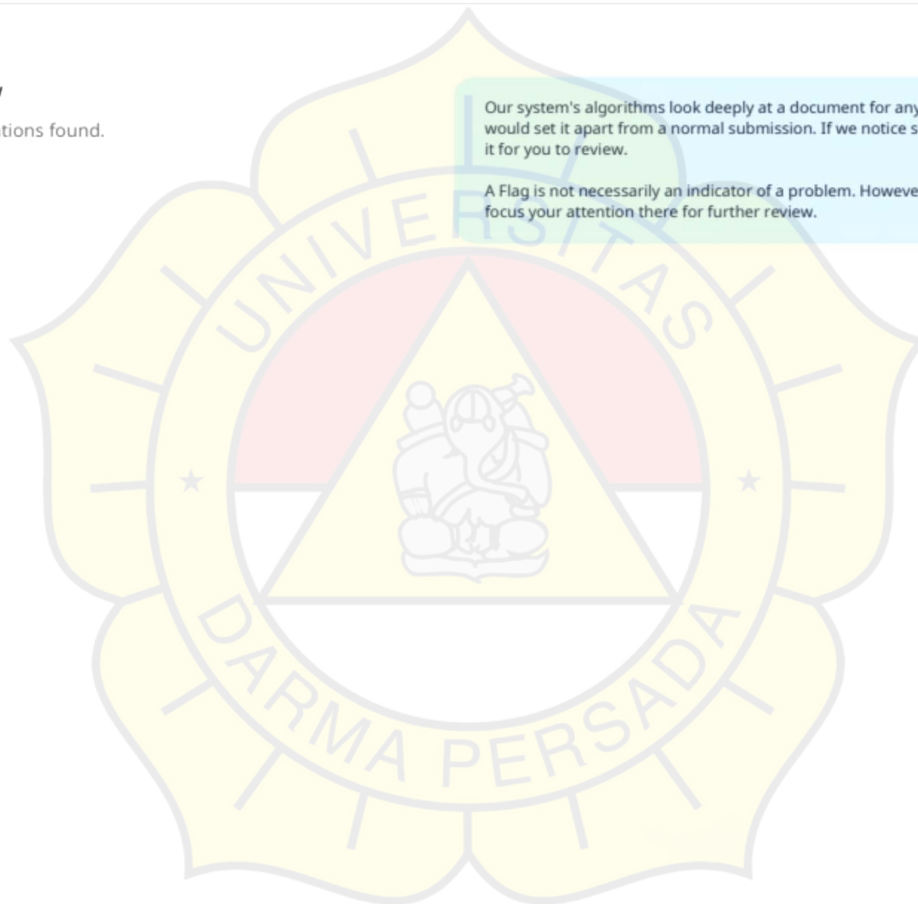 ations found.
Our system's algorithms look deeply at a document for any
would set it apart from a normal submission. If we notice s
it for you to review.
A Flag is not necessarily an indicator of a problem. Howeve
focus your attention there for further review.
UNIVERSITAS
DARMA PERSADA